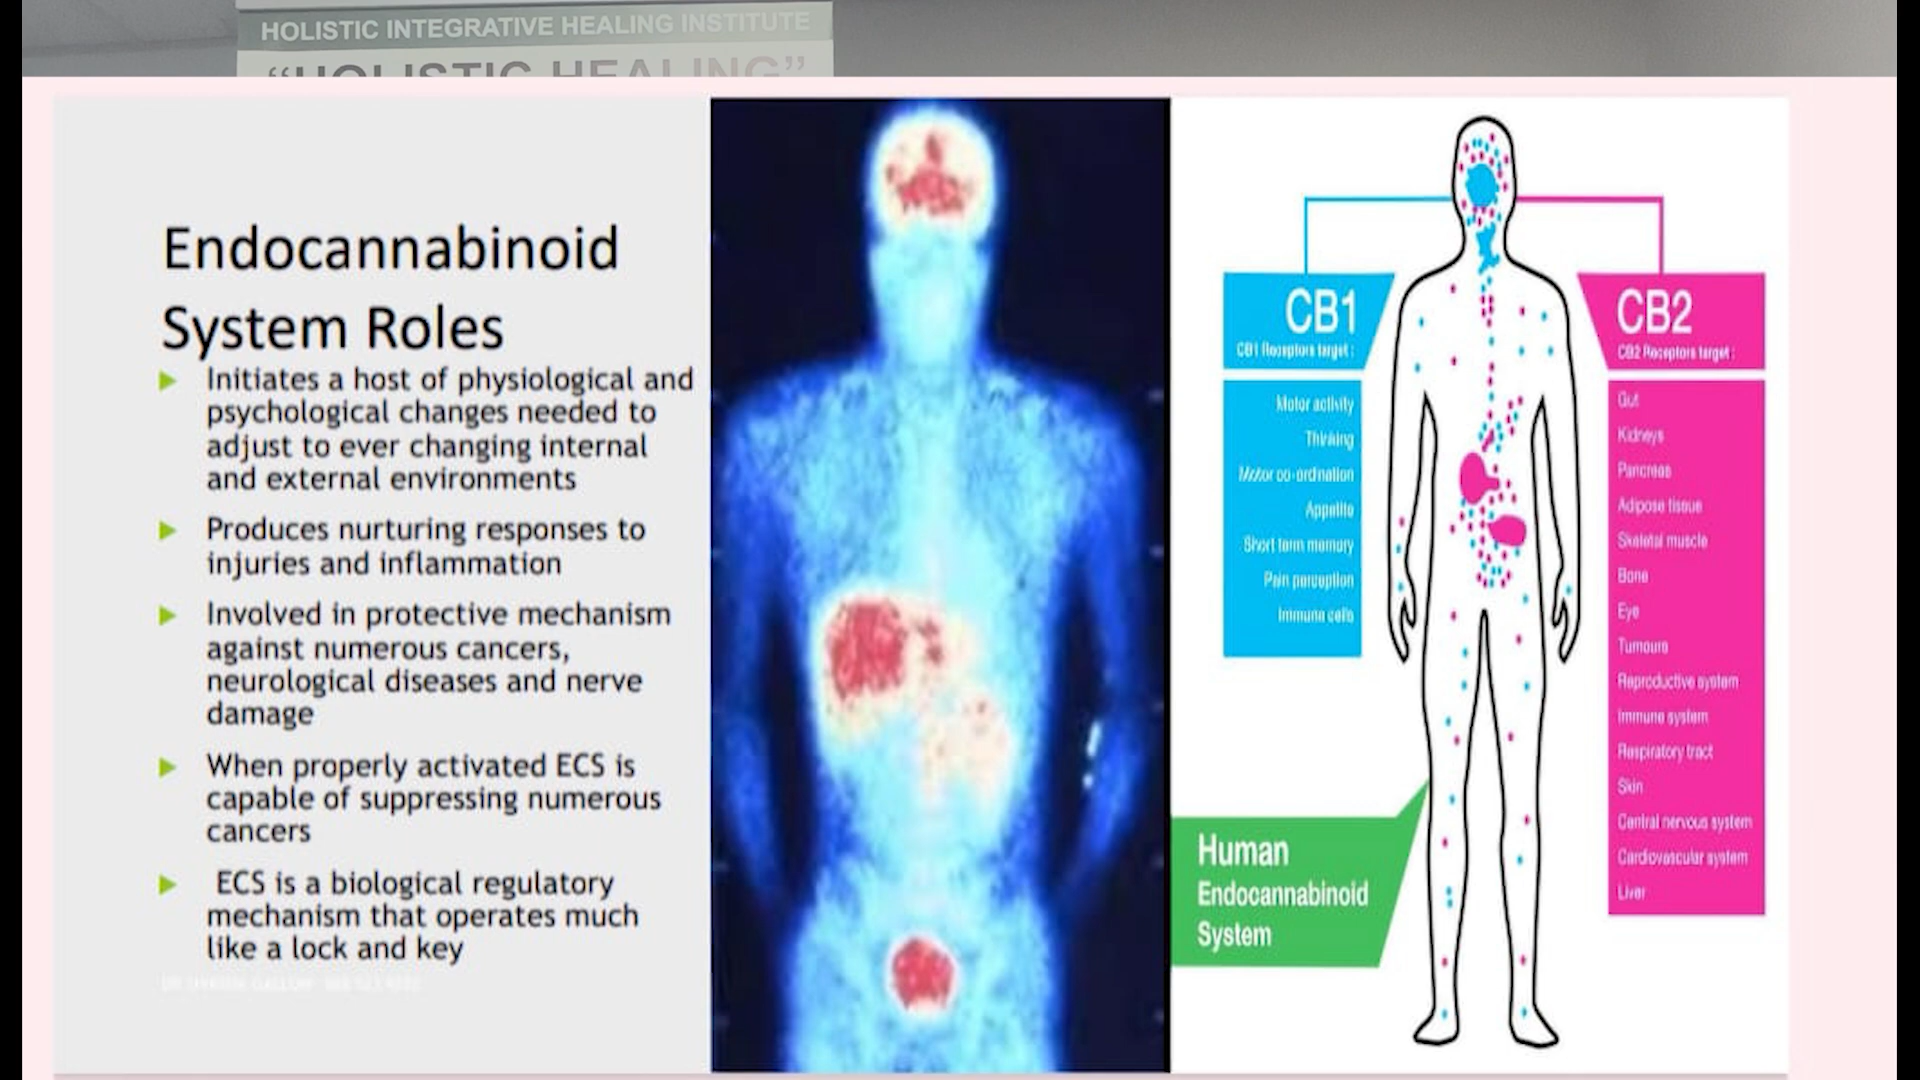 HOLISTIC INTEGRATIVE HEALING INSTITUTE
“HOLISTIC HEALING”
Endocannabinoid
System Roles
Initiates a host of physiological and
psychological changes needed to
adjust to ever changing internal
and external environments
Produces nurturing responses to
injuries and inflammation
Involved in protective mechanism
against numerous cancers,
neurological diseases and nerve
damage
When properly activated ECS is
capable of suppressing numerous
cancers
ECS is a biological regulatory
mechanism that operates much
like a lock and key
CB1
CB1 Receptors target :
Motor activity
Thinking
Motor co-ordination
Appetite
Short term memory
Pain perception
Immune cells
CB2
CB2 Receptors target :
Gut
Kidneys
Pancreas
Adipose tissue
Skeletal muscle
Bone
Eye
Tumours
Reproductive system
Immune system
Respiratory tract
Skin
Central nervous system
Cardiovascular system
Liver
Human
Endocannabinoid
System